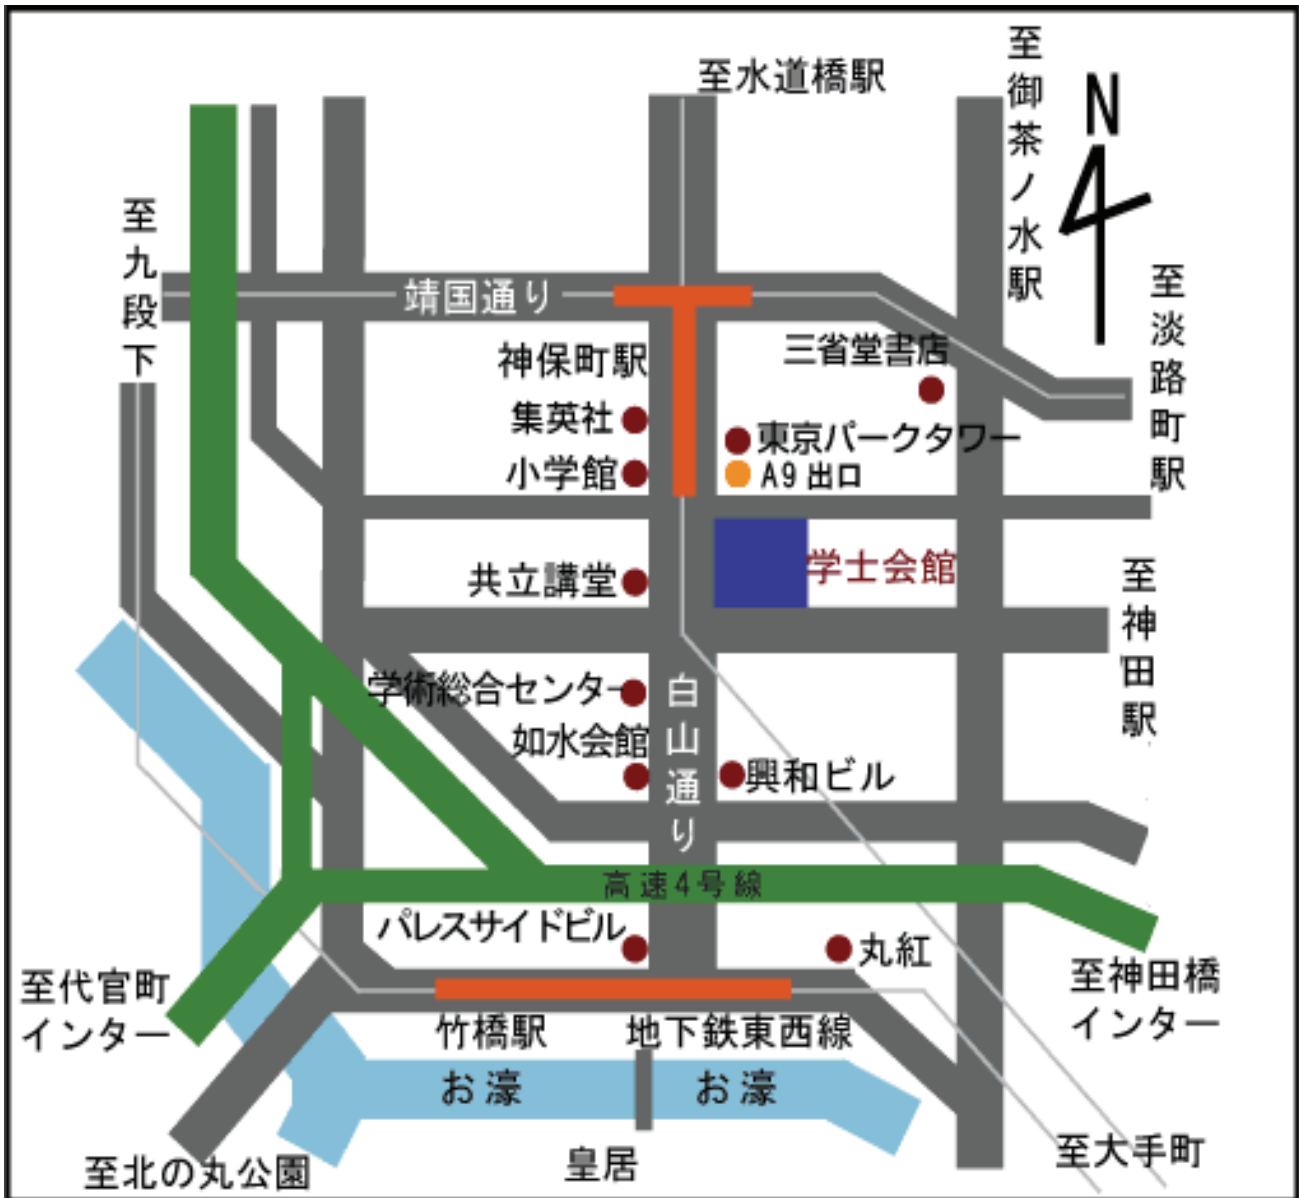 至水道橋駅
至御茶ノ水駅
N
至九段下
靖国通り
至淡路町駅
神保町駅
三省堂書店
集英社
東京パークタワー
小学館
A9出口
学士会館
共立講堂
至神田駅
学術総合センター
白山通り
如水会館
興和ビル
高速4号線
パレスサイドビル
丸紅
至代官町
インター
至神田橋
インター
竹橋駅
地下鉄東西線
お濠
お濠
皇居
至大手町
至北の丸公園